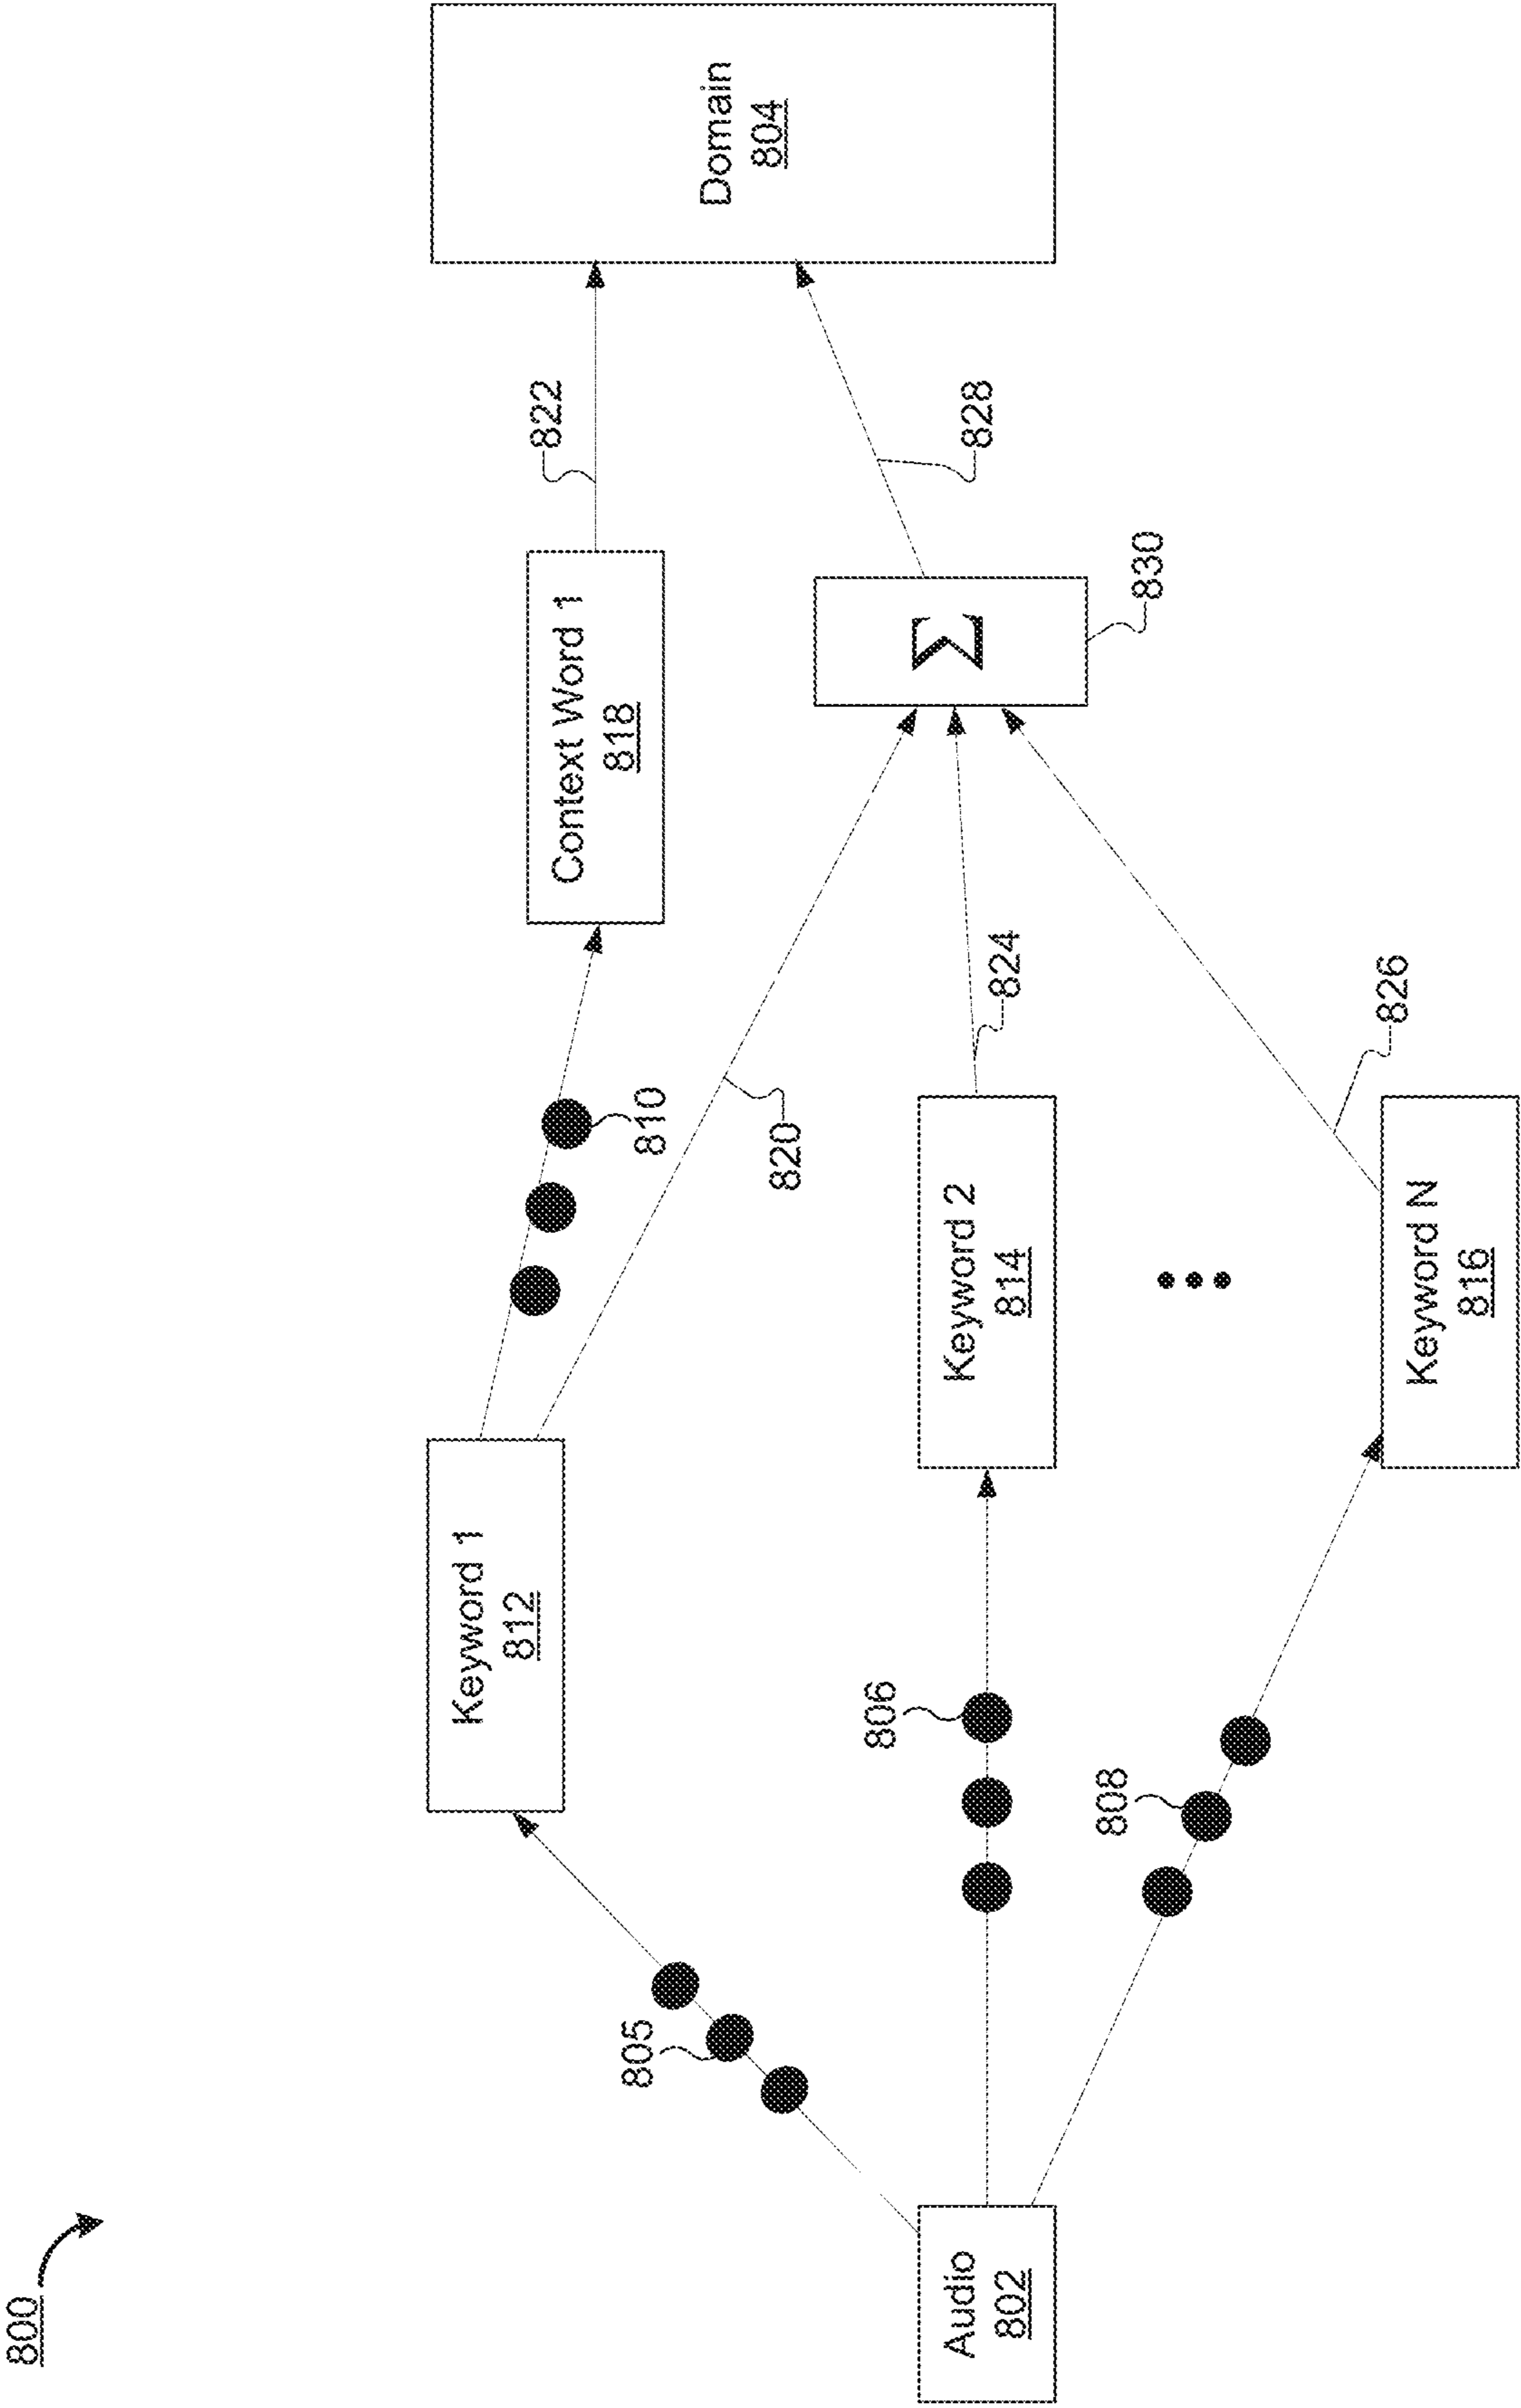 800
Audio
802
805
806
808
Keyword 1
812
Keyword 2
814
Keyword N
816
810
820
824
826
Context Word 1
818
Σ
830
822
828
Domain
804